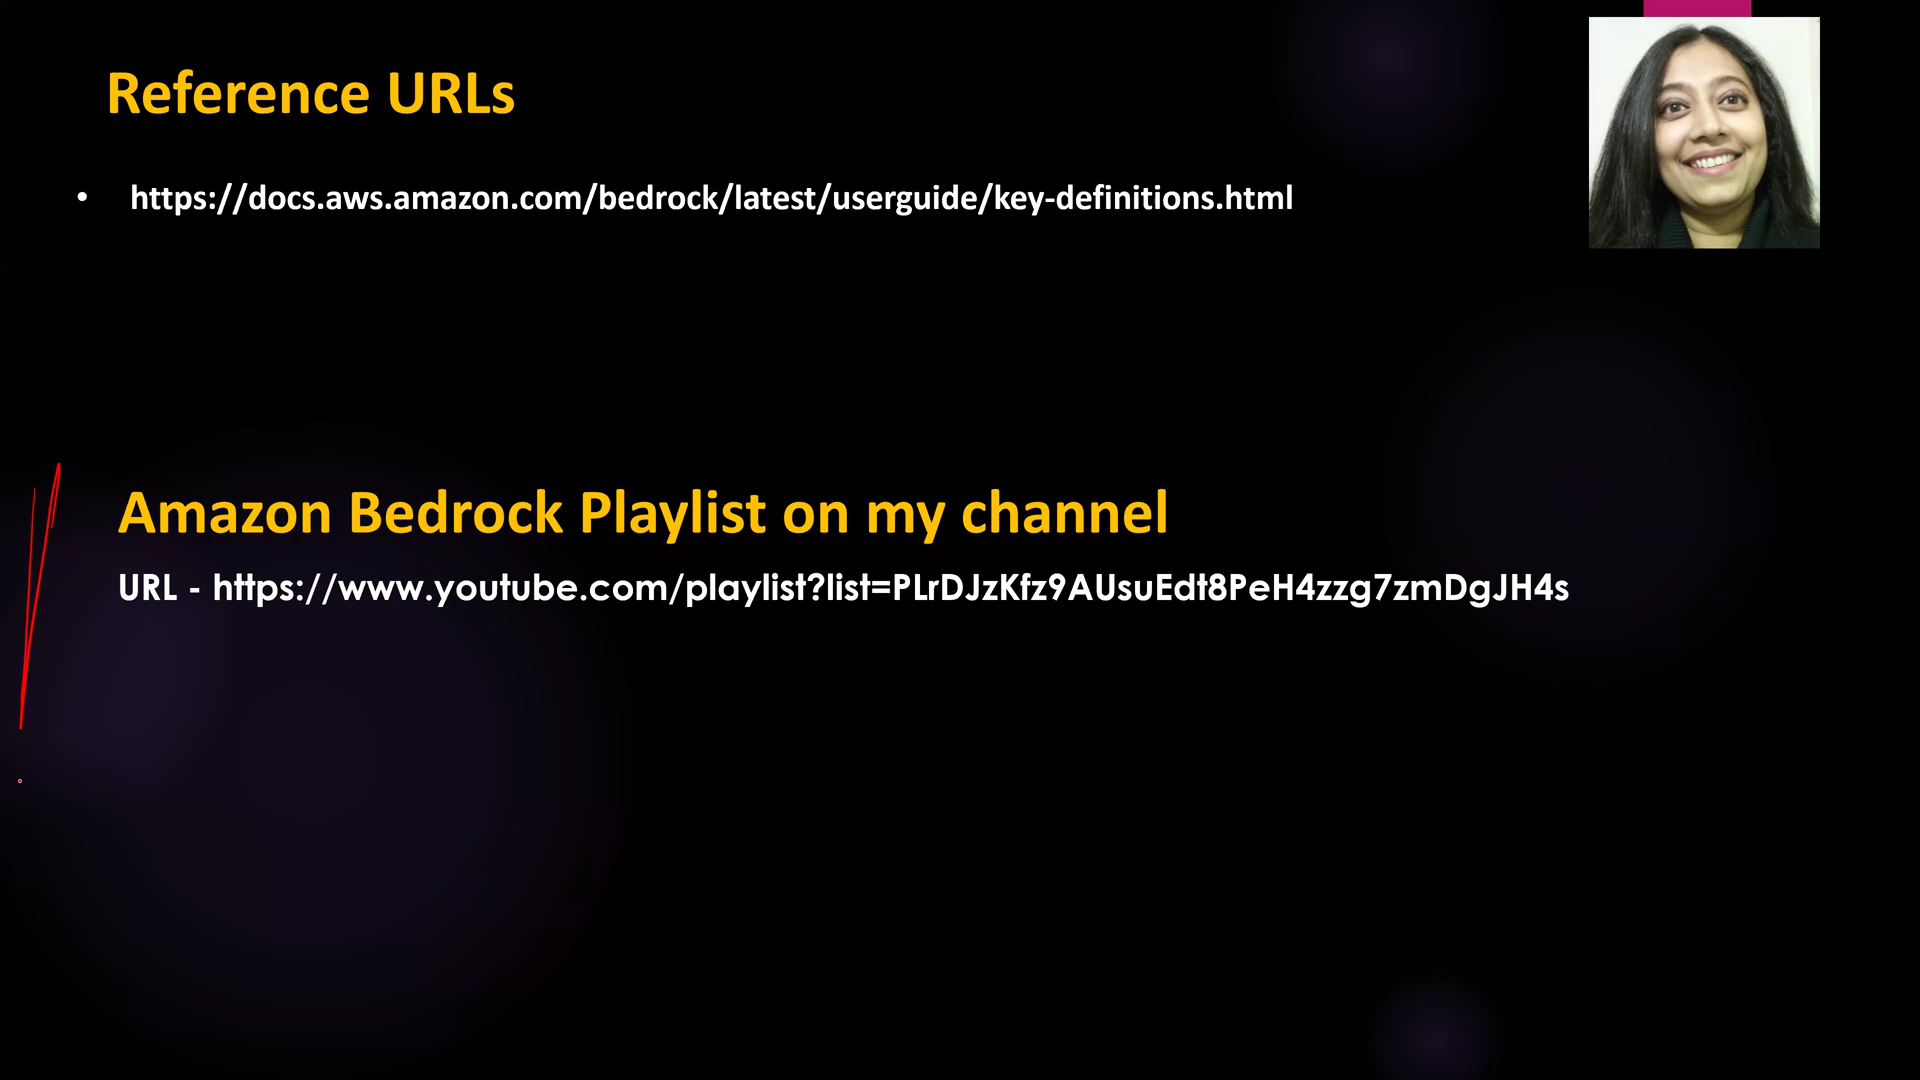 Reference URLs
• https://docs.aws.amazon.com/bedrock/latest/userguide/key-definitions.html
Amazon Bedrock Playlist on my channel
URL - https://www.youtube.com/playlist?list=PLrDJzKfz9AUsuEdt8PeH4zzg7zmDgJH4s